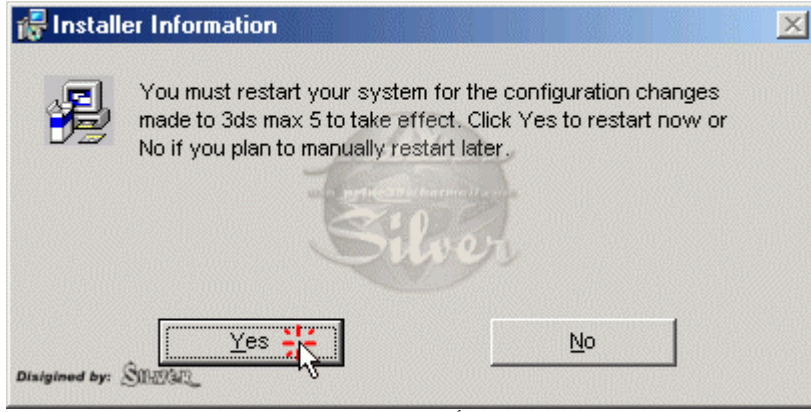 Installer Information
You must restart your system for the configuration changes
made to 3ds max 5 to take effect. Click Yes to restart now or
No if you plan to manually restart later.
Silver
Yes
No
Disigined by: Silver